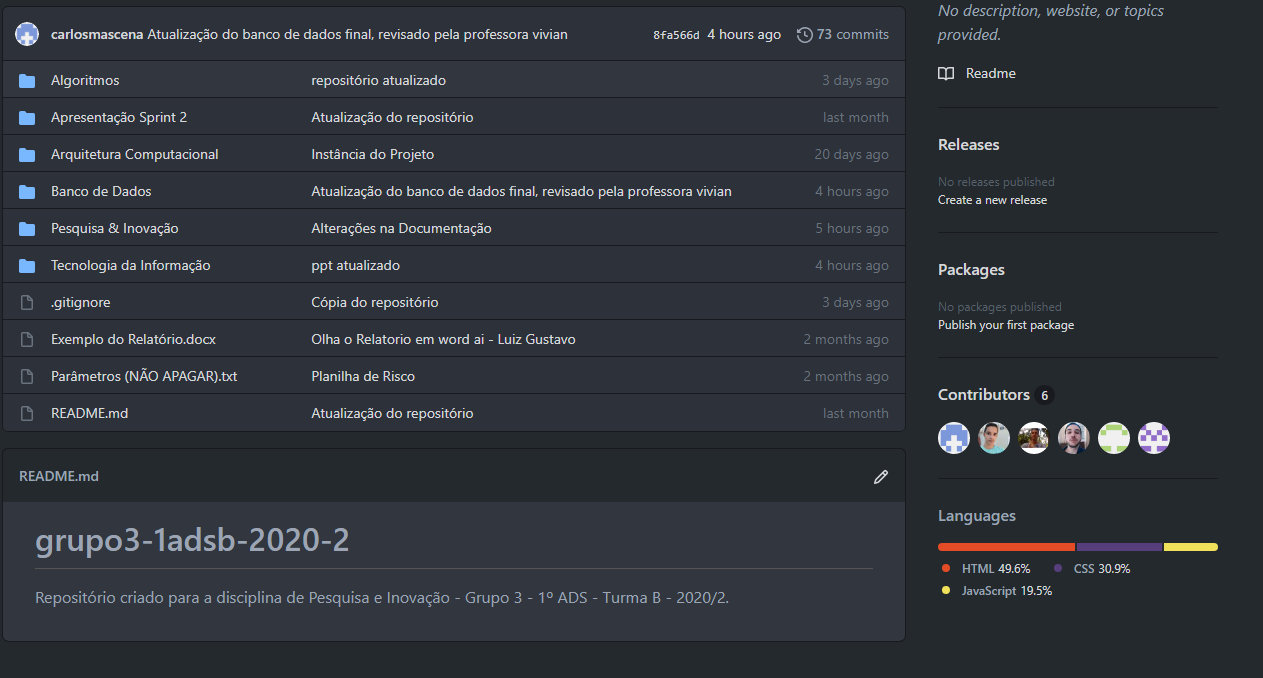 carlosmascena Atualização do banco de dados final, revisado pela professora vivian 8fa566d 4 hours ago 73 commits
Algoritmos repositório atualizado 3 days ago
Apresentação Sprint 2 Atualização do repositório last month
Arquitetura Computacional Instância do Projeto 20 days ago
Banco de Dados Atualização do banco de dados final, revisado pela professora vivian 4 hours ago
Pesquisa & Inovação Alterações na Documentação 5 hours ago
Tecnologia da Informação ppt atualizado 4 hours ago
.gitignore Cópia do repositório 3 days ago
Exemplo do Relatório.docx Olha o Relatorio em word ai - Luiz Gustavo 2 months ago
Parâmetros (NÃO APAGAR).txt Planilha de Risco 2 months ago
README.md Atualização do repositório last month
README.md
grupo3-1adsb-2020-2
Repositório criado para a disciplina de Pesquisa e Inovação - Grupo 3 - 1º ADS - Turma B - 2020/2.
No description, website, or topics
provided.
Readme
Releases
No releases published
Create a new release
Packages
No packages published
Publish your first package
Contributors 6
Languages
HTML 49.6% CSS 30.9%
JavaScript 19.5%